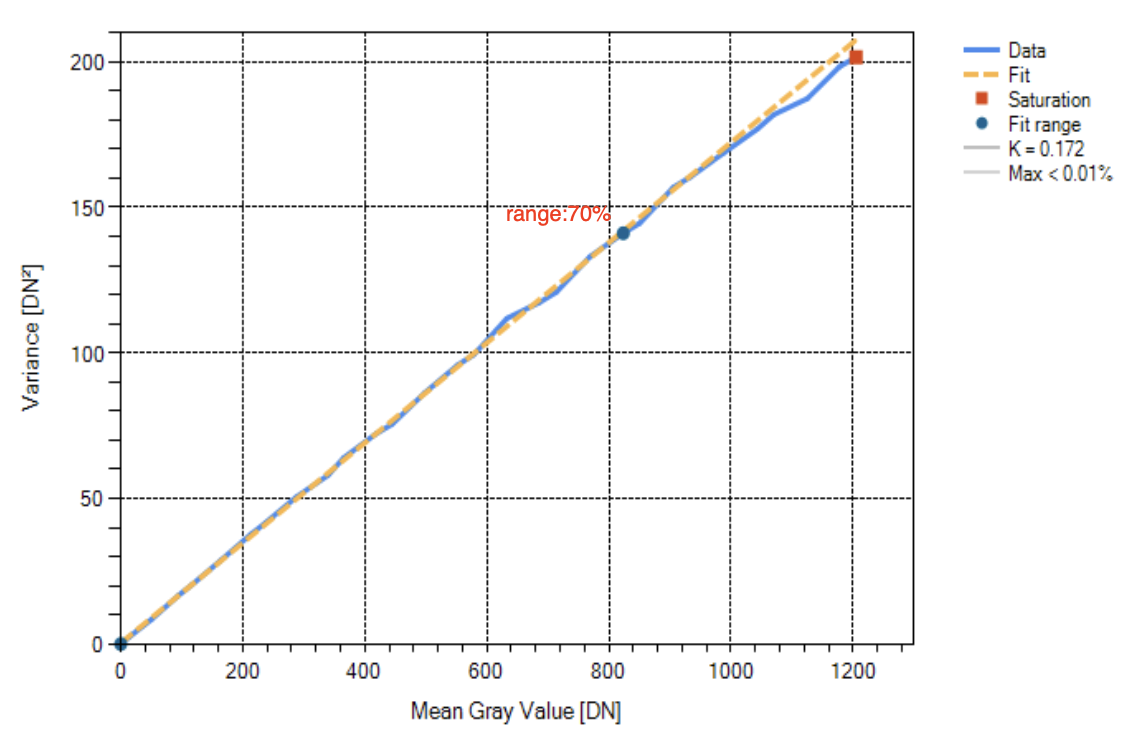 200
150
100
50
0
0 200 400 600 800 1000 1200
Variance [DN²]
Mean Gray Value [DN]
range:70%
Data
Fit
Saturation
Fit range
K = 0.172
Max < 0.01%